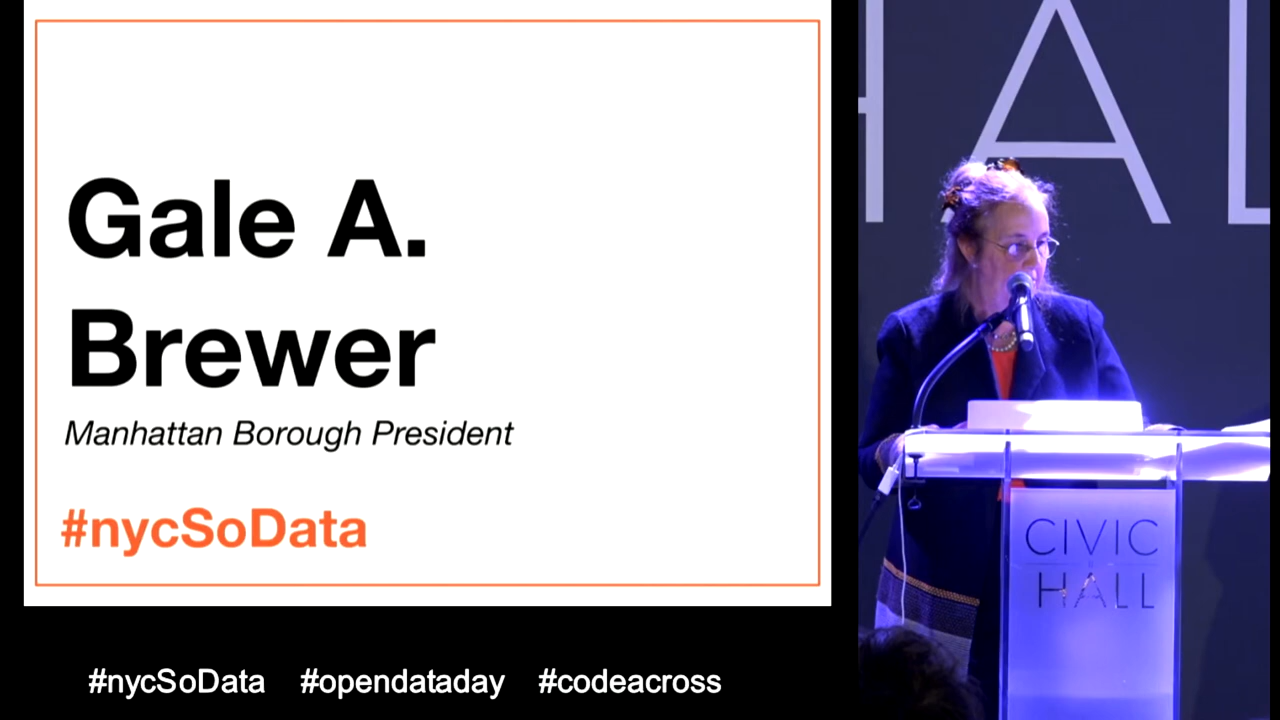 Gale A.
Brewer
Manhattan Borough President
#nycSoData
#nycSoData #opendataday #codeacross
HAL
CIVIC
HALL